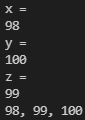 x =
98
y =
100
z =
99
98, 99, 100